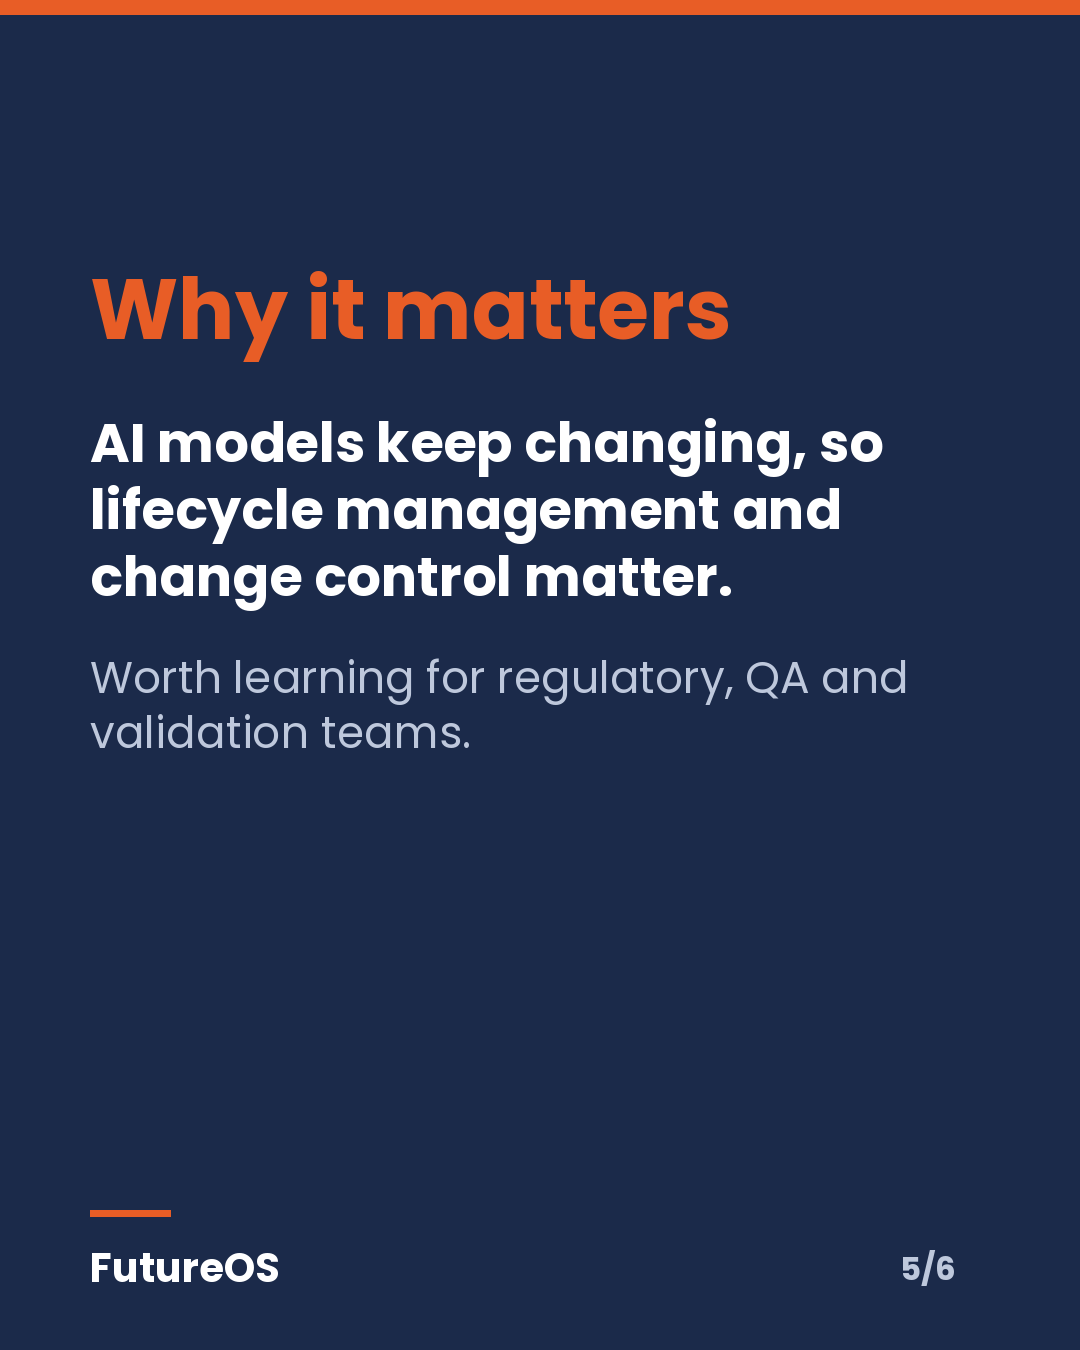 Why it matters
AI models keep changing, so
lifecycle management and
change control matter.
Worth learning for regulatory, QA and
validation teams.
FutureOS
5/6